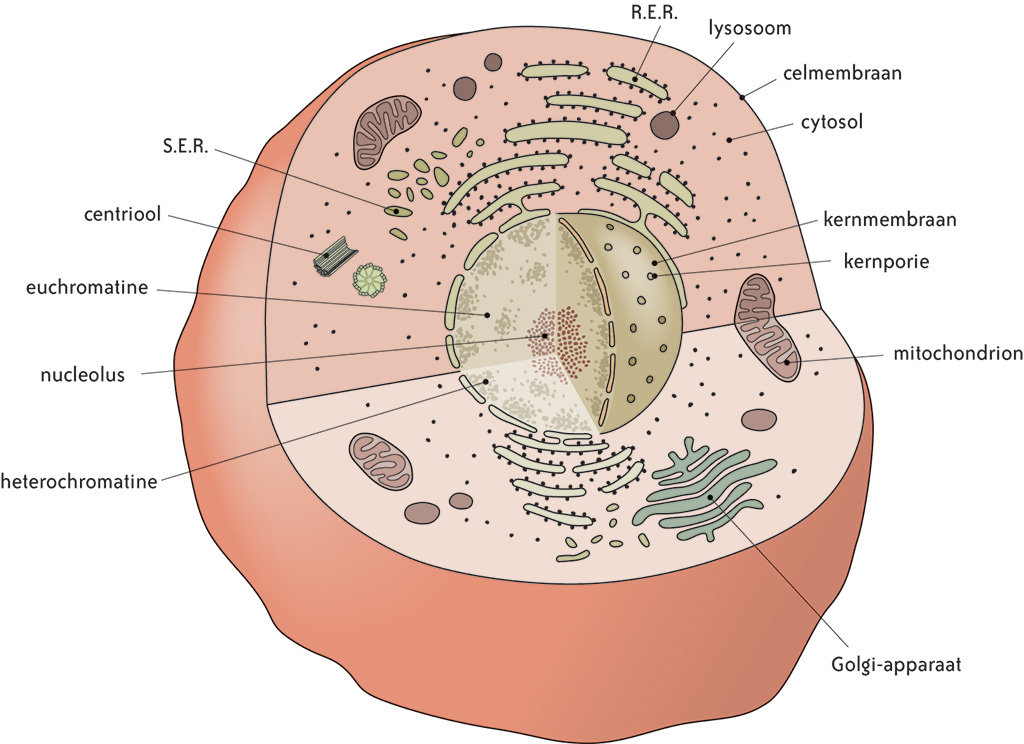 R.E.R.
lysosoom
celmembraan
cytosol
S.E.R.
centriool
kernmembraan
kernporie
euchromatine
mitochondrion
nucleolus
heterochromatine
Golgi-apparaat